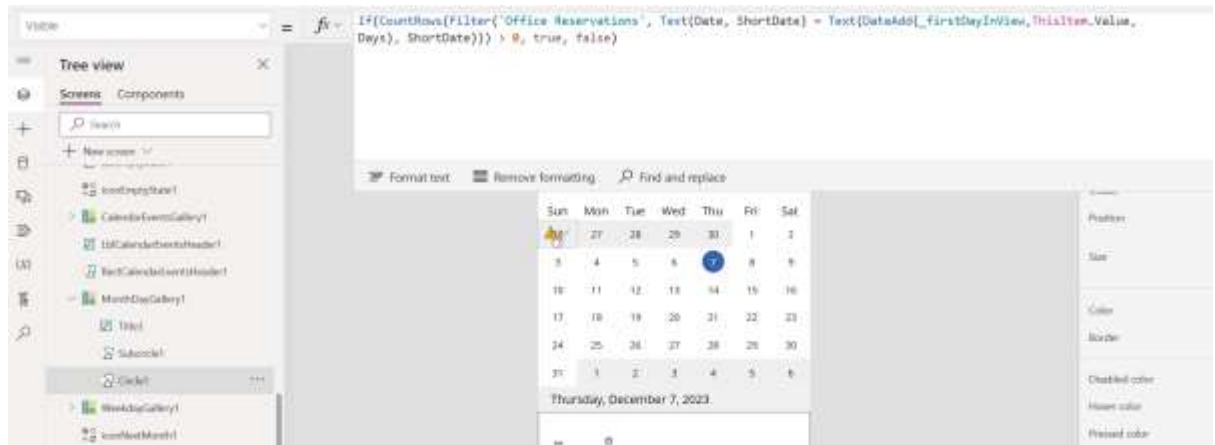 Visible
=
fx
If(CountRows(Filter('Office Reservations', Text(Date, ShortDate) = Text(DateAdd(_firstDayInView,ThisItem.Value,
Days), ShortDate))) > 0, true, false)
Tree view
Screens Components
Search
New screen
IconEmptyState1
CalendarEventsGallery1
LblCalendarEventsHeader1
RectCalendarEventsHeader1
MonthDayGallery1
Title1
Subcircle1
Circle1
WeekdayGallery1
IconNextMonth1
Format text Remove formatting Find and replace
Sun Mon Tue Wed Thu Fri Sat
27 28 29 30 1 2
3 4 5 6 7 8 9
10 11 12 13 14 15 16
17 18 19 20 21 22 23
24 25 26 27 28 29 30
31 1 2 3 4 5 6
Thursday, December 7, 2023
Position
Size
Color
Border
Disabled color
Hover color
Pressed color